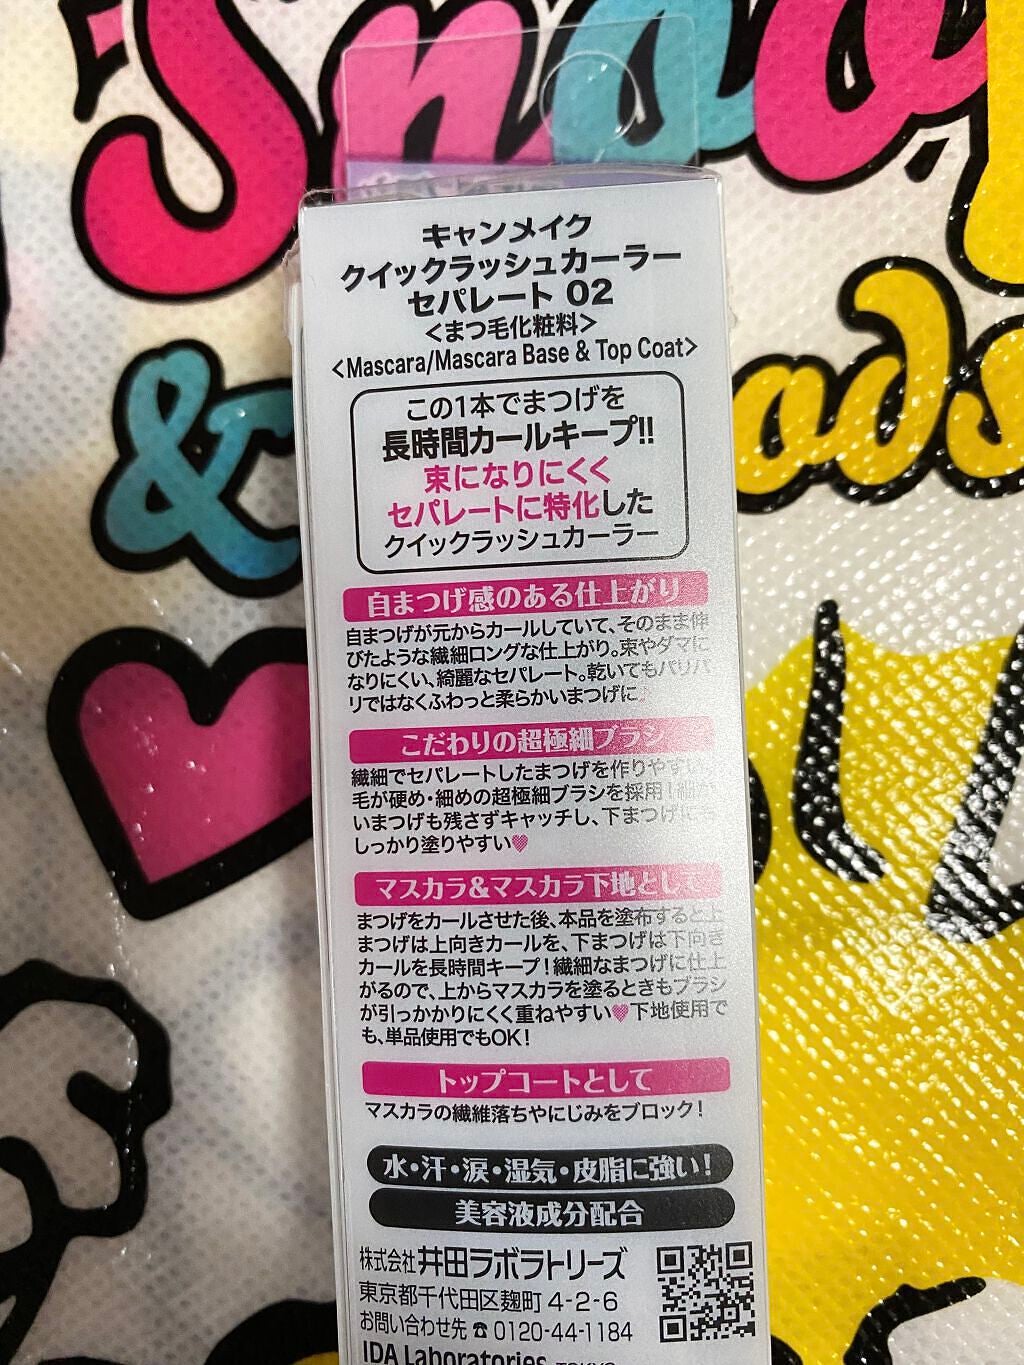 Snoop
&
ods
キャンメイク
クイックラッシュカーラー
セパレート 02
<まつ毛化粧料>
<Mascara/Mascara Base & Top Coat>
この1本でまつげを
長時間カールキープ!!
束になりにくく
セパレートに特化した
クイックラッシュカーラー
自まつげ感のある仕上がり
自まつげが元からカールしていて、そのまま伸
びたような繊細ロングな仕上がり。束やダマに
なりにくい、綺麗なセパレート。乾いてもパリパ
リではなくふわっと柔らかいまつげに♪
こだわりの超極細ブラシ
繊細でセパレートしたまつげを作りやすい、
毛が硬め・細めの超極細ブラシを採用!細か
いまつげも残さずキャッチし、下まつげにも
しっかり塗りやすい♥
マスカラ&マスカラ下地として
まつげをカールさせた後、本品を塗布すると上
まつげは上向きカールを、下まつげは下向き
カールを長時間キープ!繊細なまつげに仕上
がるので、上からマスカラを塗るときもブラシ
が引っかかりにくく重ねやすい♥下地使用で
も、単品使用でもOK!
トップコートとして
マスカラの繊維落ちやにじみをブロック!
水・汗・涙・湿気・皮脂に強い!
美容液成分配合
株式会社井田ラボラトリーズ
東京都千代田区麹町 4-2-6
お問い合わせ先 ☎ 0120-44-1184
IDA Laboratories TOKYO